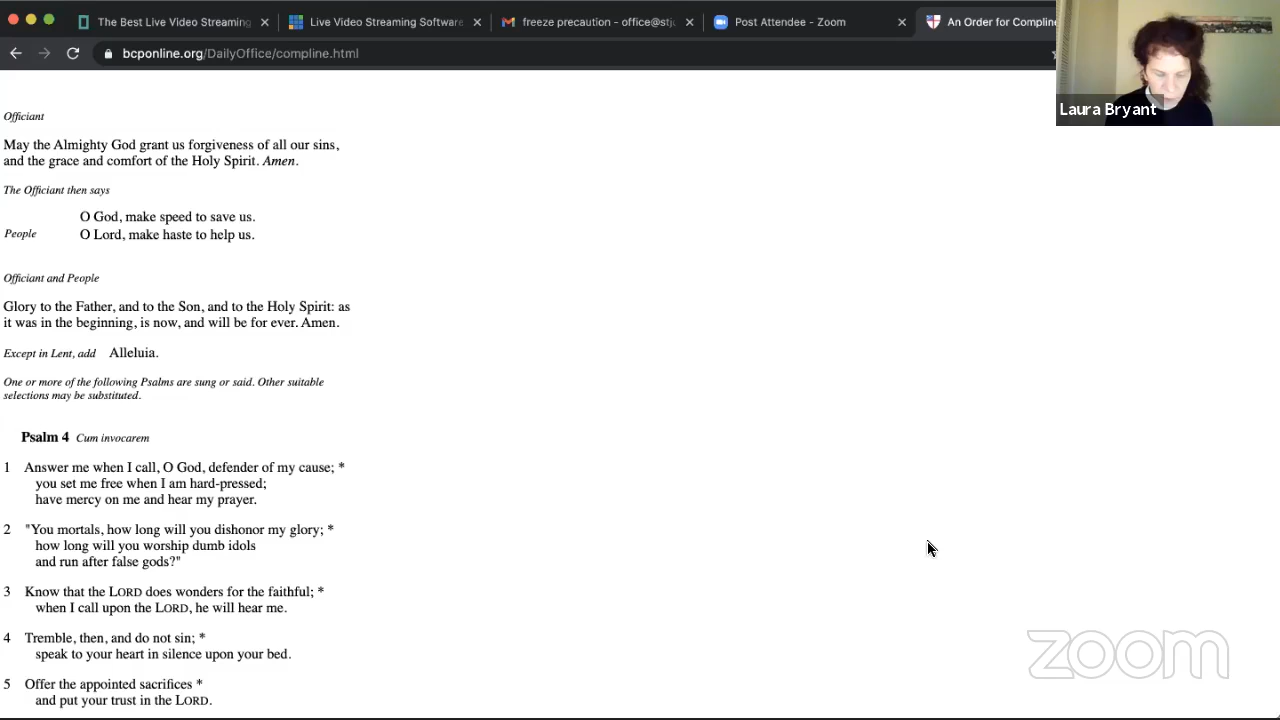 The Best Live Video Streaming
Live Video Streaming Software
freeze precaution - office@stju
Post Attendee - Zoom
An Order for Compline
bcponline.org/DailyOffice/compline.html
Laura Bryant
Officiant
May the Almighty God grant us forgiveness of all our sins,
and the grace and comfort of the Holy Spirit. Amen.
The Officiant then says
O God, make speed to save us.
People O Lord, make haste to help us.
Officiant and People
Glory to the Father, and to the Son, and to the Holy Spirit: as
it was in the beginning, is now, and will be for ever. Amen.
Except in Lent, add Alleluia.
One or more of the following Psalms are sung or said. Other suitable
selections may be substituted.
Psalm 4 Cum invocarem
1 Answer me when I call, O God, defender of my cause; *
you set me free when I am hard-pressed;
have mercy on me and hear my prayer.
2 "You mortals, how long will you dishonor my glory; *
how long will you worship dumb idols
and run after false gods?"
3 Know that the LORD does wonders for the faithful; *
when I call upon the LORD, he will hear me.
4 Tremble, then, and do not sin; *
speak to your heart in silence upon your bed.
5 Offer the appointed sacrifices *
and put your trust in the LORD.
zoom